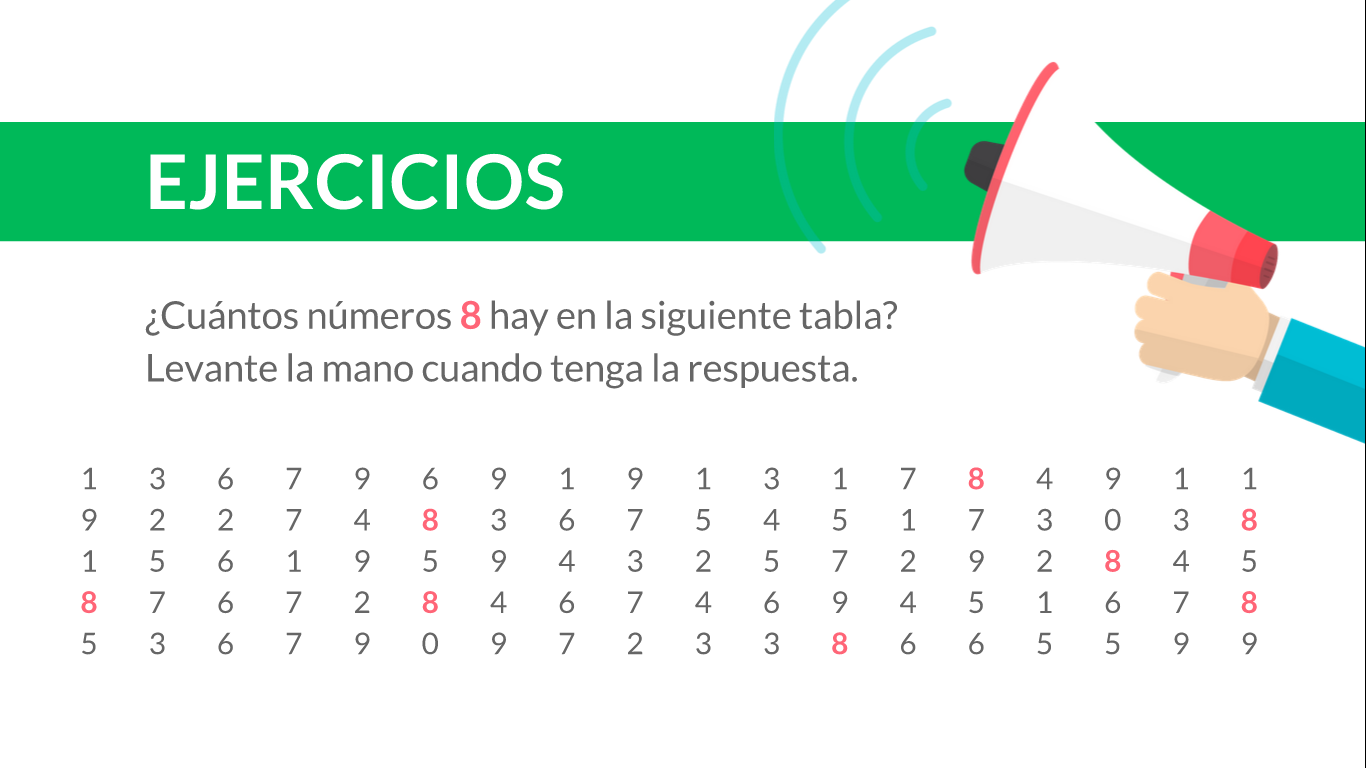 EJERCICIOS
¿Cuántos números 8 hay en la siguiente tabla?
Levante la mano cuando tenga la respuesta.
1 3 6 7 9 6 9 1 9 1 3 1 7 8 4 9 1 1
9 2 2 7 4 8 3 6 7 5 4 5 1 7 3 0 3 8
1 5 6 1 9 5 9 4 3 2 5 7 2 9 2 8 4 5
8 7 6 7 2 8 4 6 7 4 6 9 4 5 1 6 7 8
5 3 6 7 9 0 9 7 2 3 3 8 6 6 5 5 9 9